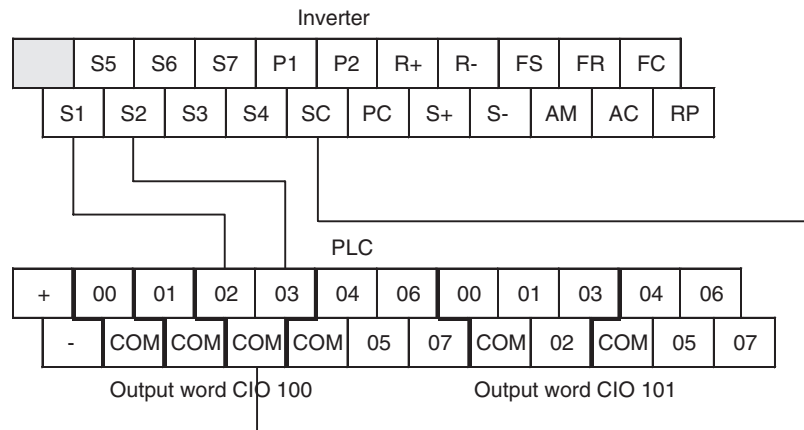 Inverter
S5 S6 S7 P1 P2 R+ R- FS FR FC
S1 S2 S3 S4 SC PC S+ S- AM AC RP
PLC
+ 00 01 02 03 04 06 00 01 03 04 06
- COM COM COM COM 05 07 COM 02 COM 05 07
Output word CIO 100 Output word CIO 101